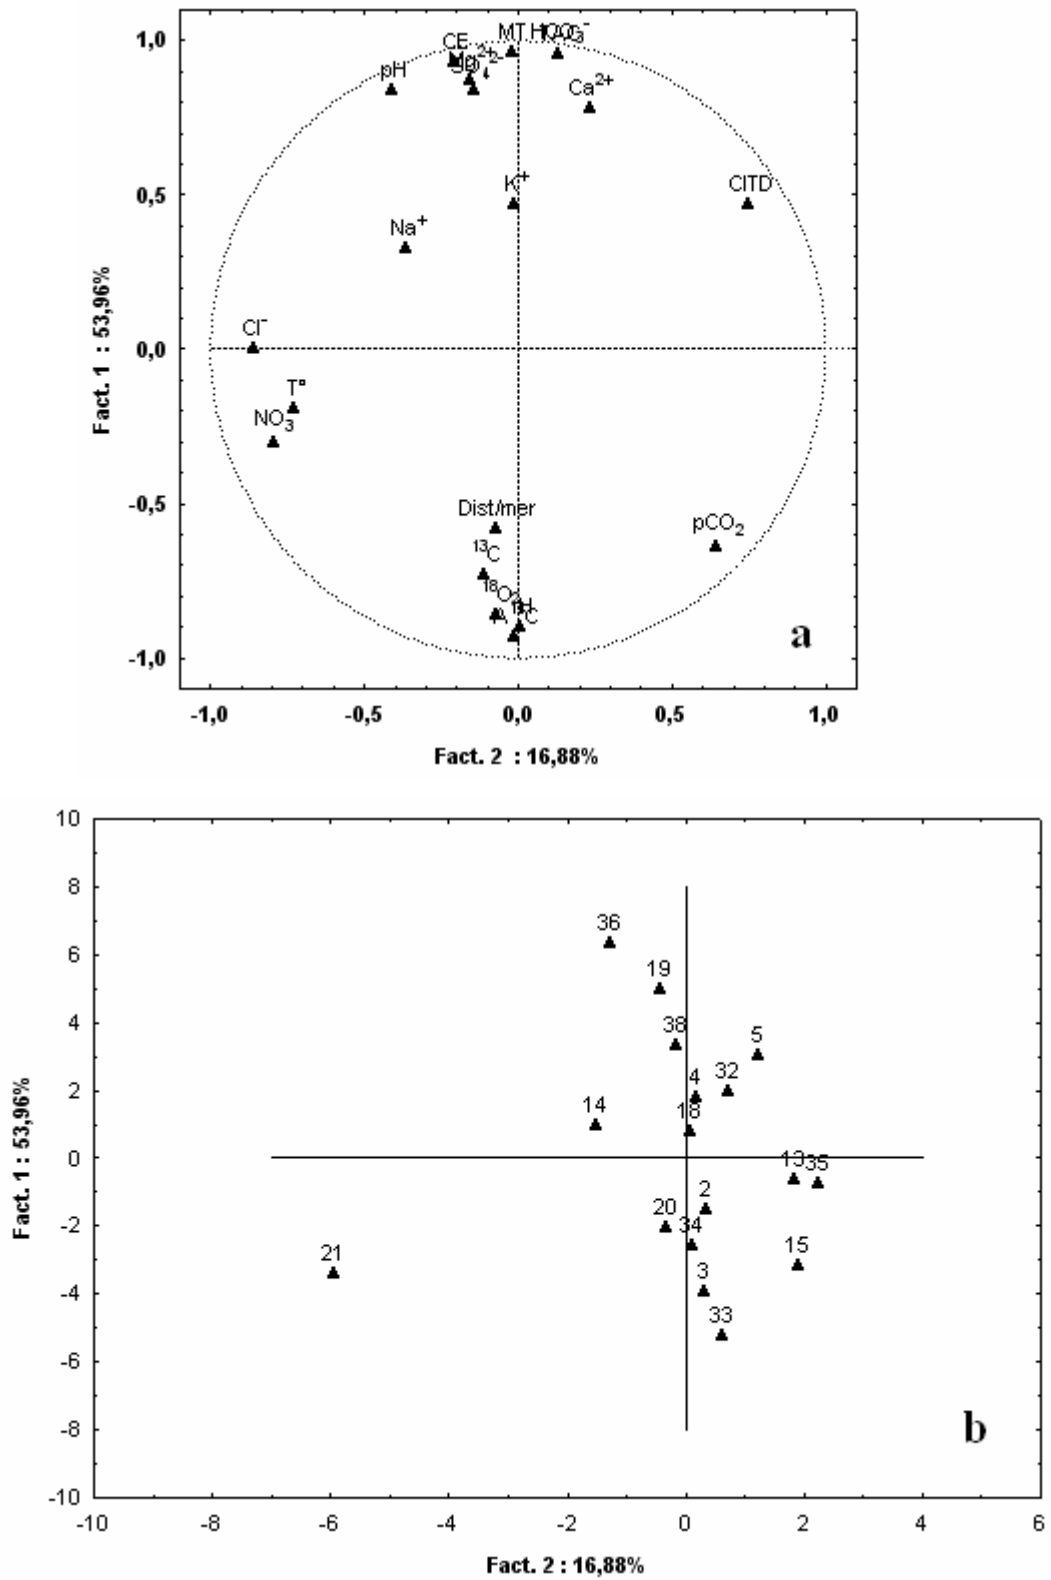 1,0
CE
MT
pH
Ca2+
0,5
K+
CITD
Na+
Fact. 1 : 53,96%
0,0
Cl-
T°
NO3
-0,5
Dist/mer
pCO2
13C
18O
-1,0
a
-1,0 -0,5 0,0 0,5 1,0
Fact. 2 : 16,88%
10
8
36
6
19
4
38 5
32
2
4
14 18
Fact. 1 : 53,96%
0
13 35
2
-2
20 34
21 15
-4
3
33
-6
-8
b
-10
-10 -8 -6 -4 -2 0 2 4 6
Fact. 2 : 16,88%